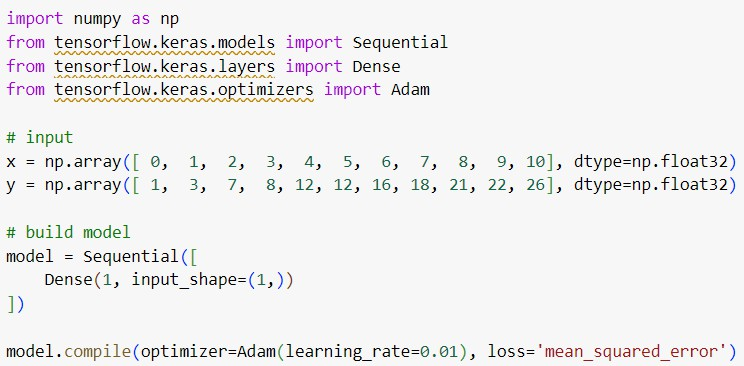 import numpy as np
from tensorflow.keras.models import Sequential
from tensorflow.keras.layers import Dense
from tensorflow.keras.optimizers import Adam

# input
x = np.array([ 0,  1,  2,  3,  4,  5,  6,  7,  8,  9, 10], dtype=np.float32)
y = np.array([ 1,  3,  7,  8, 12, 12, 16, 18, 21, 22, 26], dtype=np.float32)

# build model
model = Sequential([
    Dense(1, input_shape=(1,))
])

model.compile(optimizer=Adam(learning_rate=0.01), loss='mean_squared_error')